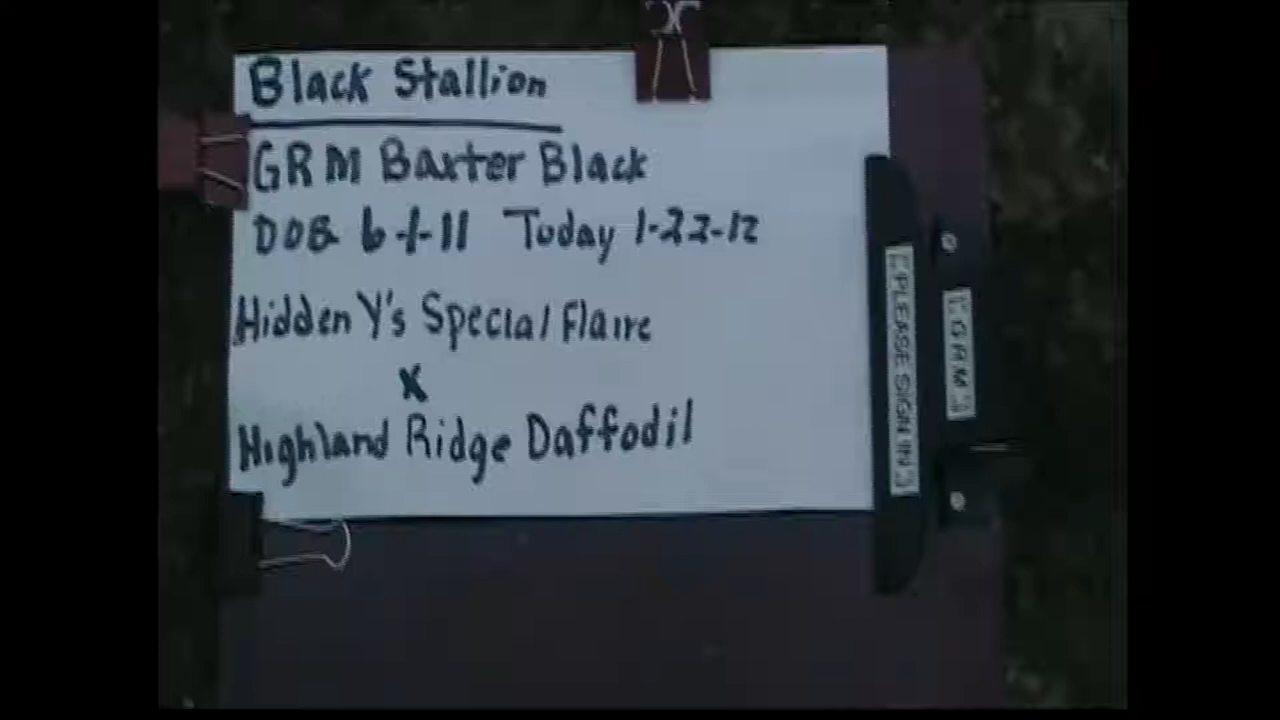 Black Stallion
GRM Baxter Black
DOB 6-1-11 Today 1-22-12
Hidden Y's Special Flaire
x
Highland Ridge Daffodil
[PLEASE SIGN IN]
[GRM]